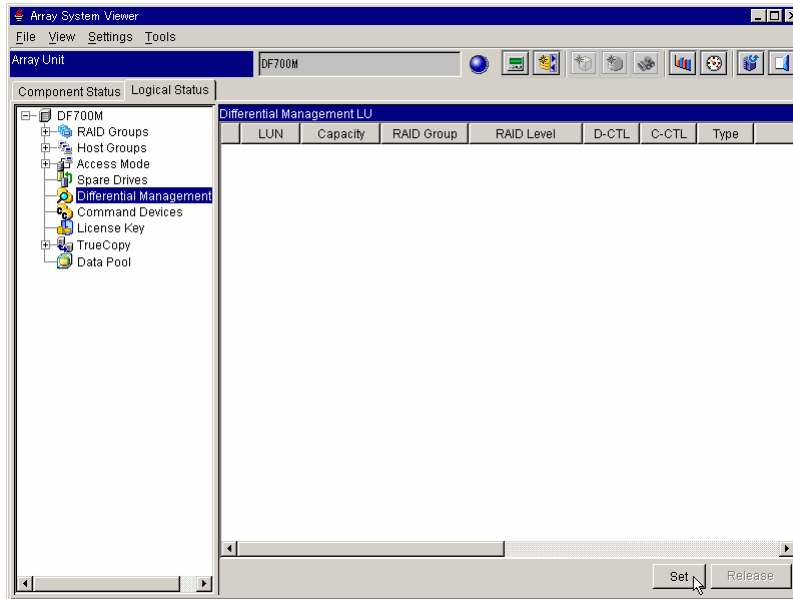 Array System Viewer
File View Settings Tools
Array Unit
DF700M
Component Status Logical Status
DF700M
RAID Groups
Host Groups
Access Mode
Spare Drives
Differential Management
Command Devices
License Key
TrueCopy
Data Pool
Differential Management LU
LUN Capacity RAID Group RAID Level D-CTL C-CTL Type
Set Release